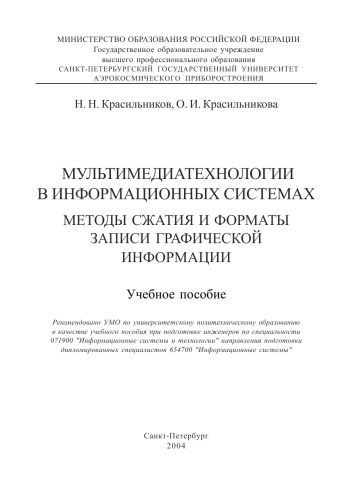 МИНИСТЕРСТВО ОБРАЗОВАНИЯ РОССИЙСКОЙ ФЕДЕРАЦИИ
Государственное образовательное учреждение
высшего профессионального образования
САНКТ-ПЕТЕРБУРГСКИЙ ГОСУДАРСТВЕННЫЙ УНИВЕРСИТЕТ
АЭРОКОСМИЧЕСКОГО ПРИБОРОСТРОЕНИЯ
Н. Н. Красильников, О. И. Красильникова
МУЛЬТИМЕДИАТЕХНОЛОГИИ
В ИНФОРМАЦИОННЫХ СИСТЕМАХ
МЕТОДЫ СЖАТИЯ И ФОРМАТЫ
ЗАПИСИ ГРАФИЧЕСКОЙ
ИНФОРМАЦИИ
Учебное пособие
Рекомендовано УМО по университетскому политехническому образованию
в качестве учебного пособия при подготовке инженеров по специальности
071900 "Информационные системы и технологии" направления подготовки
дипломированных специалистов 654700 "Информационные системы"
Санкт-Петербург
2004